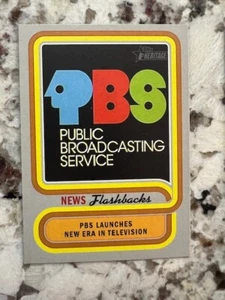 HERITAGE
PBS
PUBLIC
BROADCASTING
SERVICE
NEWS Flashbacks
PBS LAUNCHES
NEW ERA IN TELEVISION